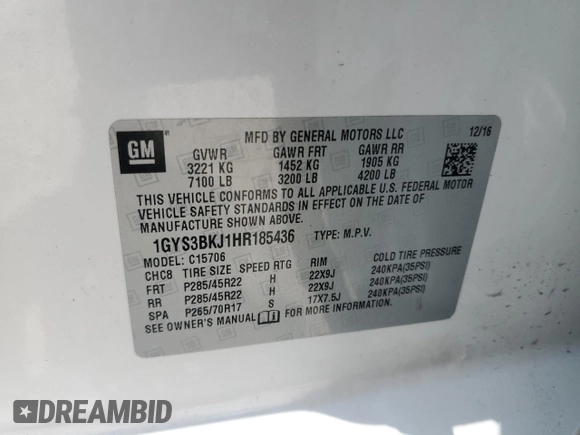 MFD BY GENERAL MOTORS LLC 12/16
GM
GVWR GAWR FRT GAWR RR
3221 KG 1452 KG 1905 KG
7100 LB 3200 LB 4200 LB
THIS VEHICLE CONFORMS TO ALL APPLICABLE U.S. FEDERAL MOTOR
VEHICLE SAFETY STANDARDS IN EFFECT ON THE DATE OF
MANUFACTURE SHOWN ABOVE.
1GYS3BKJ1HR185436 TYPE: M.P.V.
MODEL: C15706
CHC8 TIRE SIZE SPEED RTG RIM COLD TIRE PRESSURE
FRT P285/45R22 H 22X9J 240KPA(35PSI)
RR P285/45R22 H 22X9J 240KPA(35PSI)
SPA P265/70R17 S 17X7.5J 240KPA(35PSI)
SEE OWNER'S MANUAL FOR MORE INFORMATION.
DREAMBID